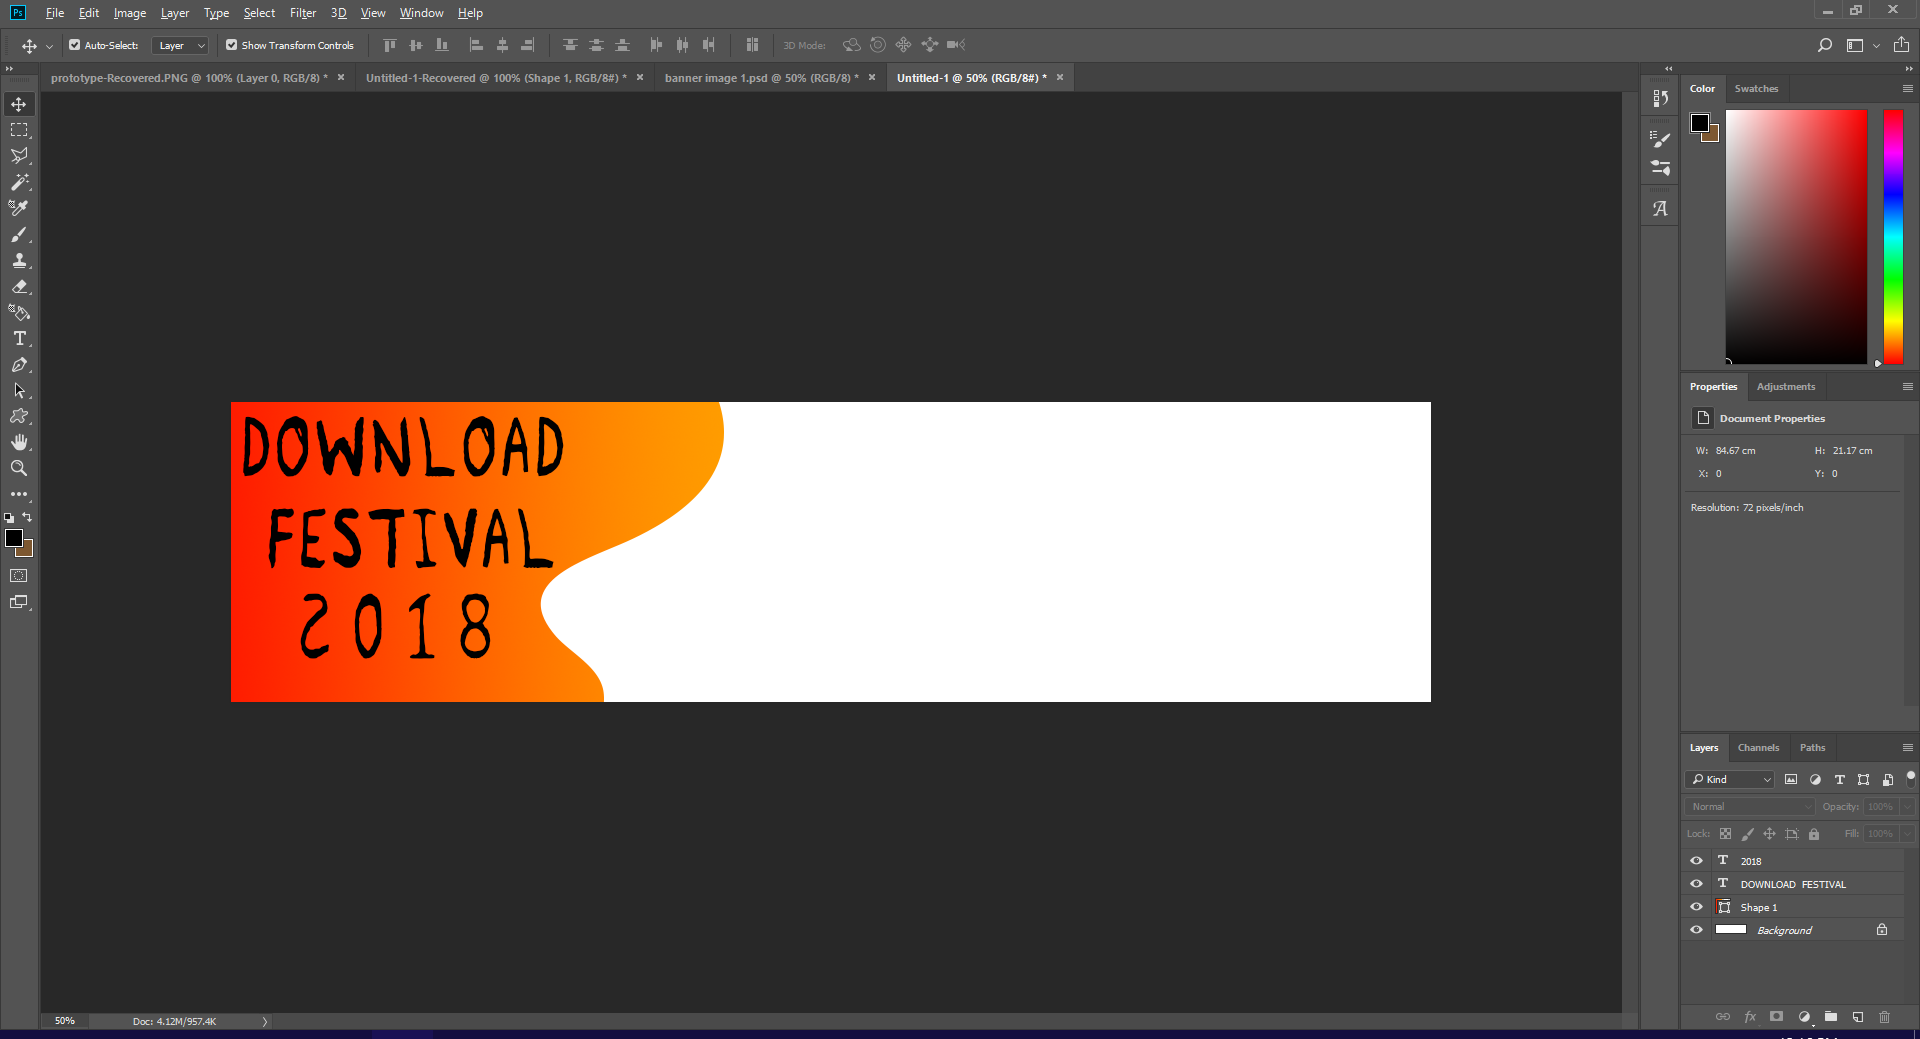 Ps File Edit Image Layer Type Select Filter 3D View Window Help
Auto-Select: Layer Show Transform Controls 3D Mode:
prototype-Recovered.PNG @ 100% (Layer 0, RGB/8) * × Untitled-1-Recovered @ 100% (Shape 1, RGB/8#) * × banner image 1.psd @ 50% (RGB/8) * × Untitled-1 @ 50% (RGB/8#) * ×
Color Swatches
DOWNLOAD
FESTIVAL
2018
Properties Adjustments
Document Properties
W: 84.67 cm H: 21.17 cm
X: 0 Y: 0
Resolution: 72 pixels/inch
Layers Channels Paths
Kind
Normal Opacity: 100%
Lock: Fill: 100%
2018
DOWNLOAD FESTIVAL
Shape 1
Background
fx
50% Doc: 4.12M/957.4K